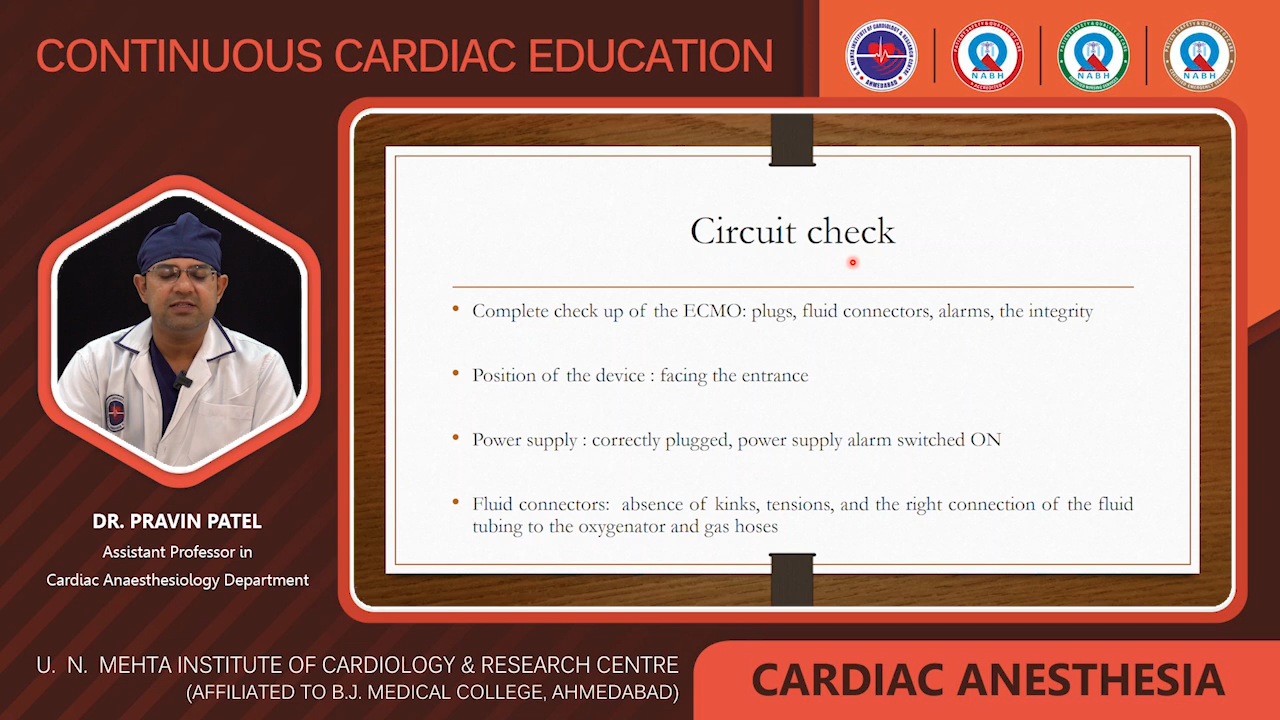 CONTINUOUS CARDIAC EDUCATION
NABH
NABH
NABH
Circuit check
• Complete check up of the ECMO: plugs, fluid connectors, alarms, the integrity
• Position of the device : facing the entrance
• Power supply : correctly plugged, power supply alarm switched ON
• Fluid connectors: absence of kinks, tensions, and the right connection of the fluid
tubing to the oxygenator and gas hoses
DR. PRAVIN PATEL
Assistant Professor in
Cardiac Anaesthesiology Department
U. N. MEHTA INSTITUTE OF CARDIOLOGY & RESEARCH CENTRE
(AFFILIATED TO B.J. MEDICAL COLLEGE, AHMEDABAD)
CARDIAC ANESTHESIA